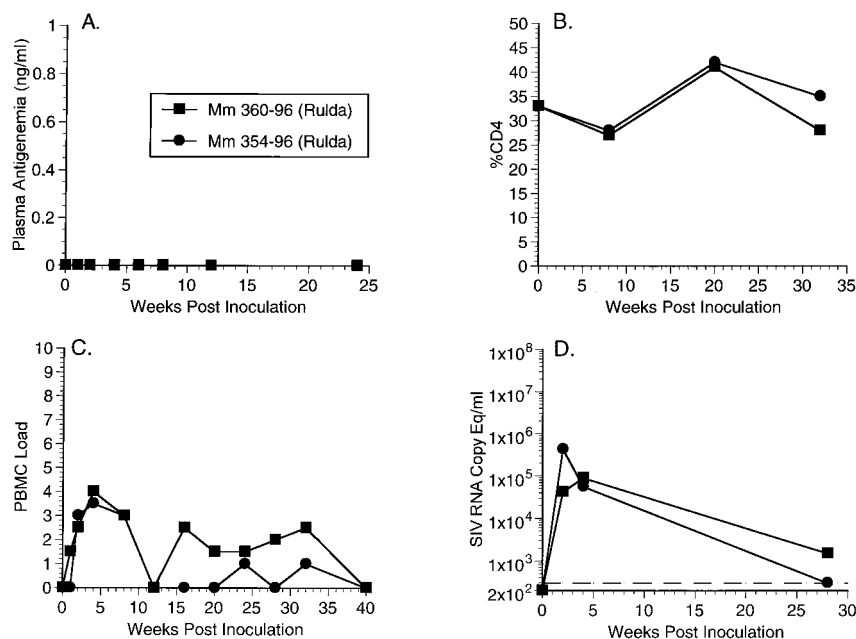 A.
Plasma Antigenemia (ng/ml)
1
0.8
0.6
0.4
0.2
0
0 5 10 15 20 25
Weeks Post Inoculation
Mm 360-96 (Rulda)
Mm 354-96 (Rulda)
B.
%CD4
50
45
40
35
30
25
20
15
10
5
0
0 5 10 15 20 25 30 35
Weeks Post Inoculation
C.
PBMC Load
10
9
8
7
6
5
4
3
2
1
0
0 5 10 15 20 25 30 35 40
Weeks Post Inoculation
D.
SIV RNA Copy Eq/ml
1x10⁸
1x10⁷
1x10⁶
1x10⁵
1x10⁴
1x10³
2x10²
0 5 10 15 20 25 30
Weeks Post Inoculation